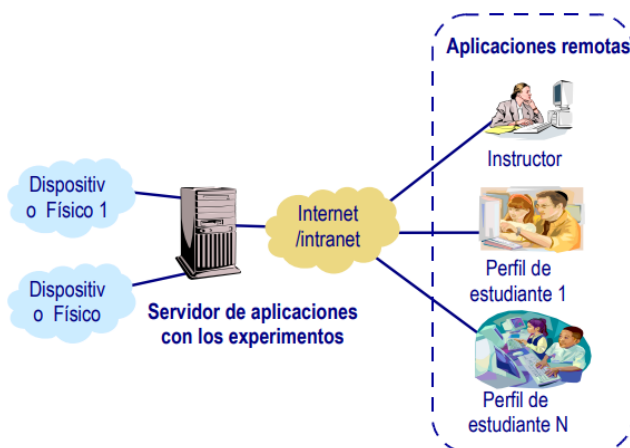 Aplicaciones remotas
Instructor
Dispositiv
o Físico 1
Internet
/intranet
Perfil de
estudiante 1
Dispositiv
o Físico
Servidor de aplicaciones
con los experimentos
Perfil de
estudiante N